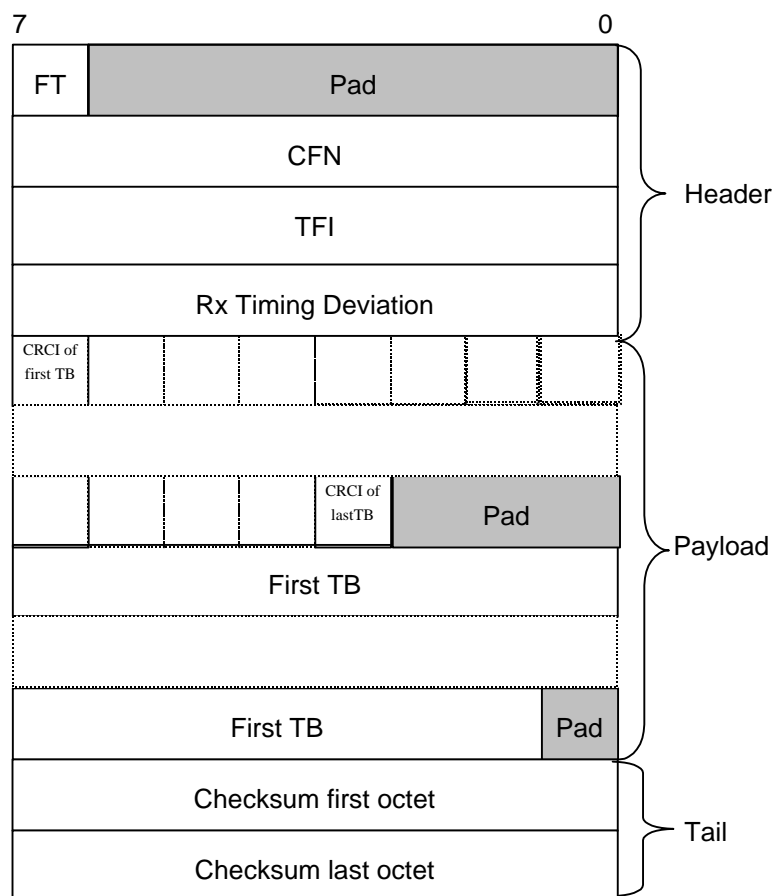 7 0
FT Pad
CFN
Header
TFI
Rx Timing Deviation
CRCI of
first TB
CRCI of
lastTB
Pad
Payload
First TB
First TB Pad
Checksum first octet
Tail
Checksum last octet